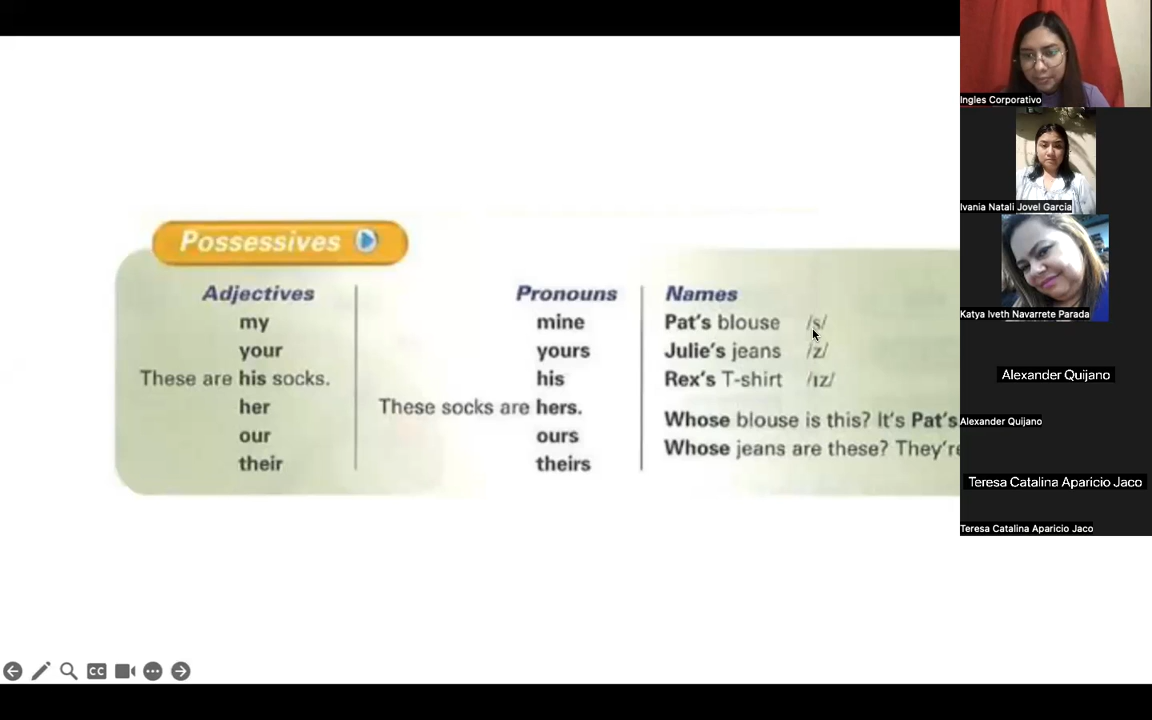 Possessives
Adjectives
my
your
These are his socks.
her
our
their
Pronouns
mine
yours
his
These socks are hers.
ours
theirs
Names
Pat's blouse /s/
Julie's jeans /z/
Rex's T-shirt /ɪz/
Whose blouse is this? It's Pat's
Whose jeans are these? They're
Ingles Corporativo
Ivania Natali Jovel Garcia
Katya Iveth Navarrete Parada
Alexander Quijano
Alexander Quijano
Teresa Catalina Aparicio Jaco
Teresa Catalina Aparicio Jaco
CC